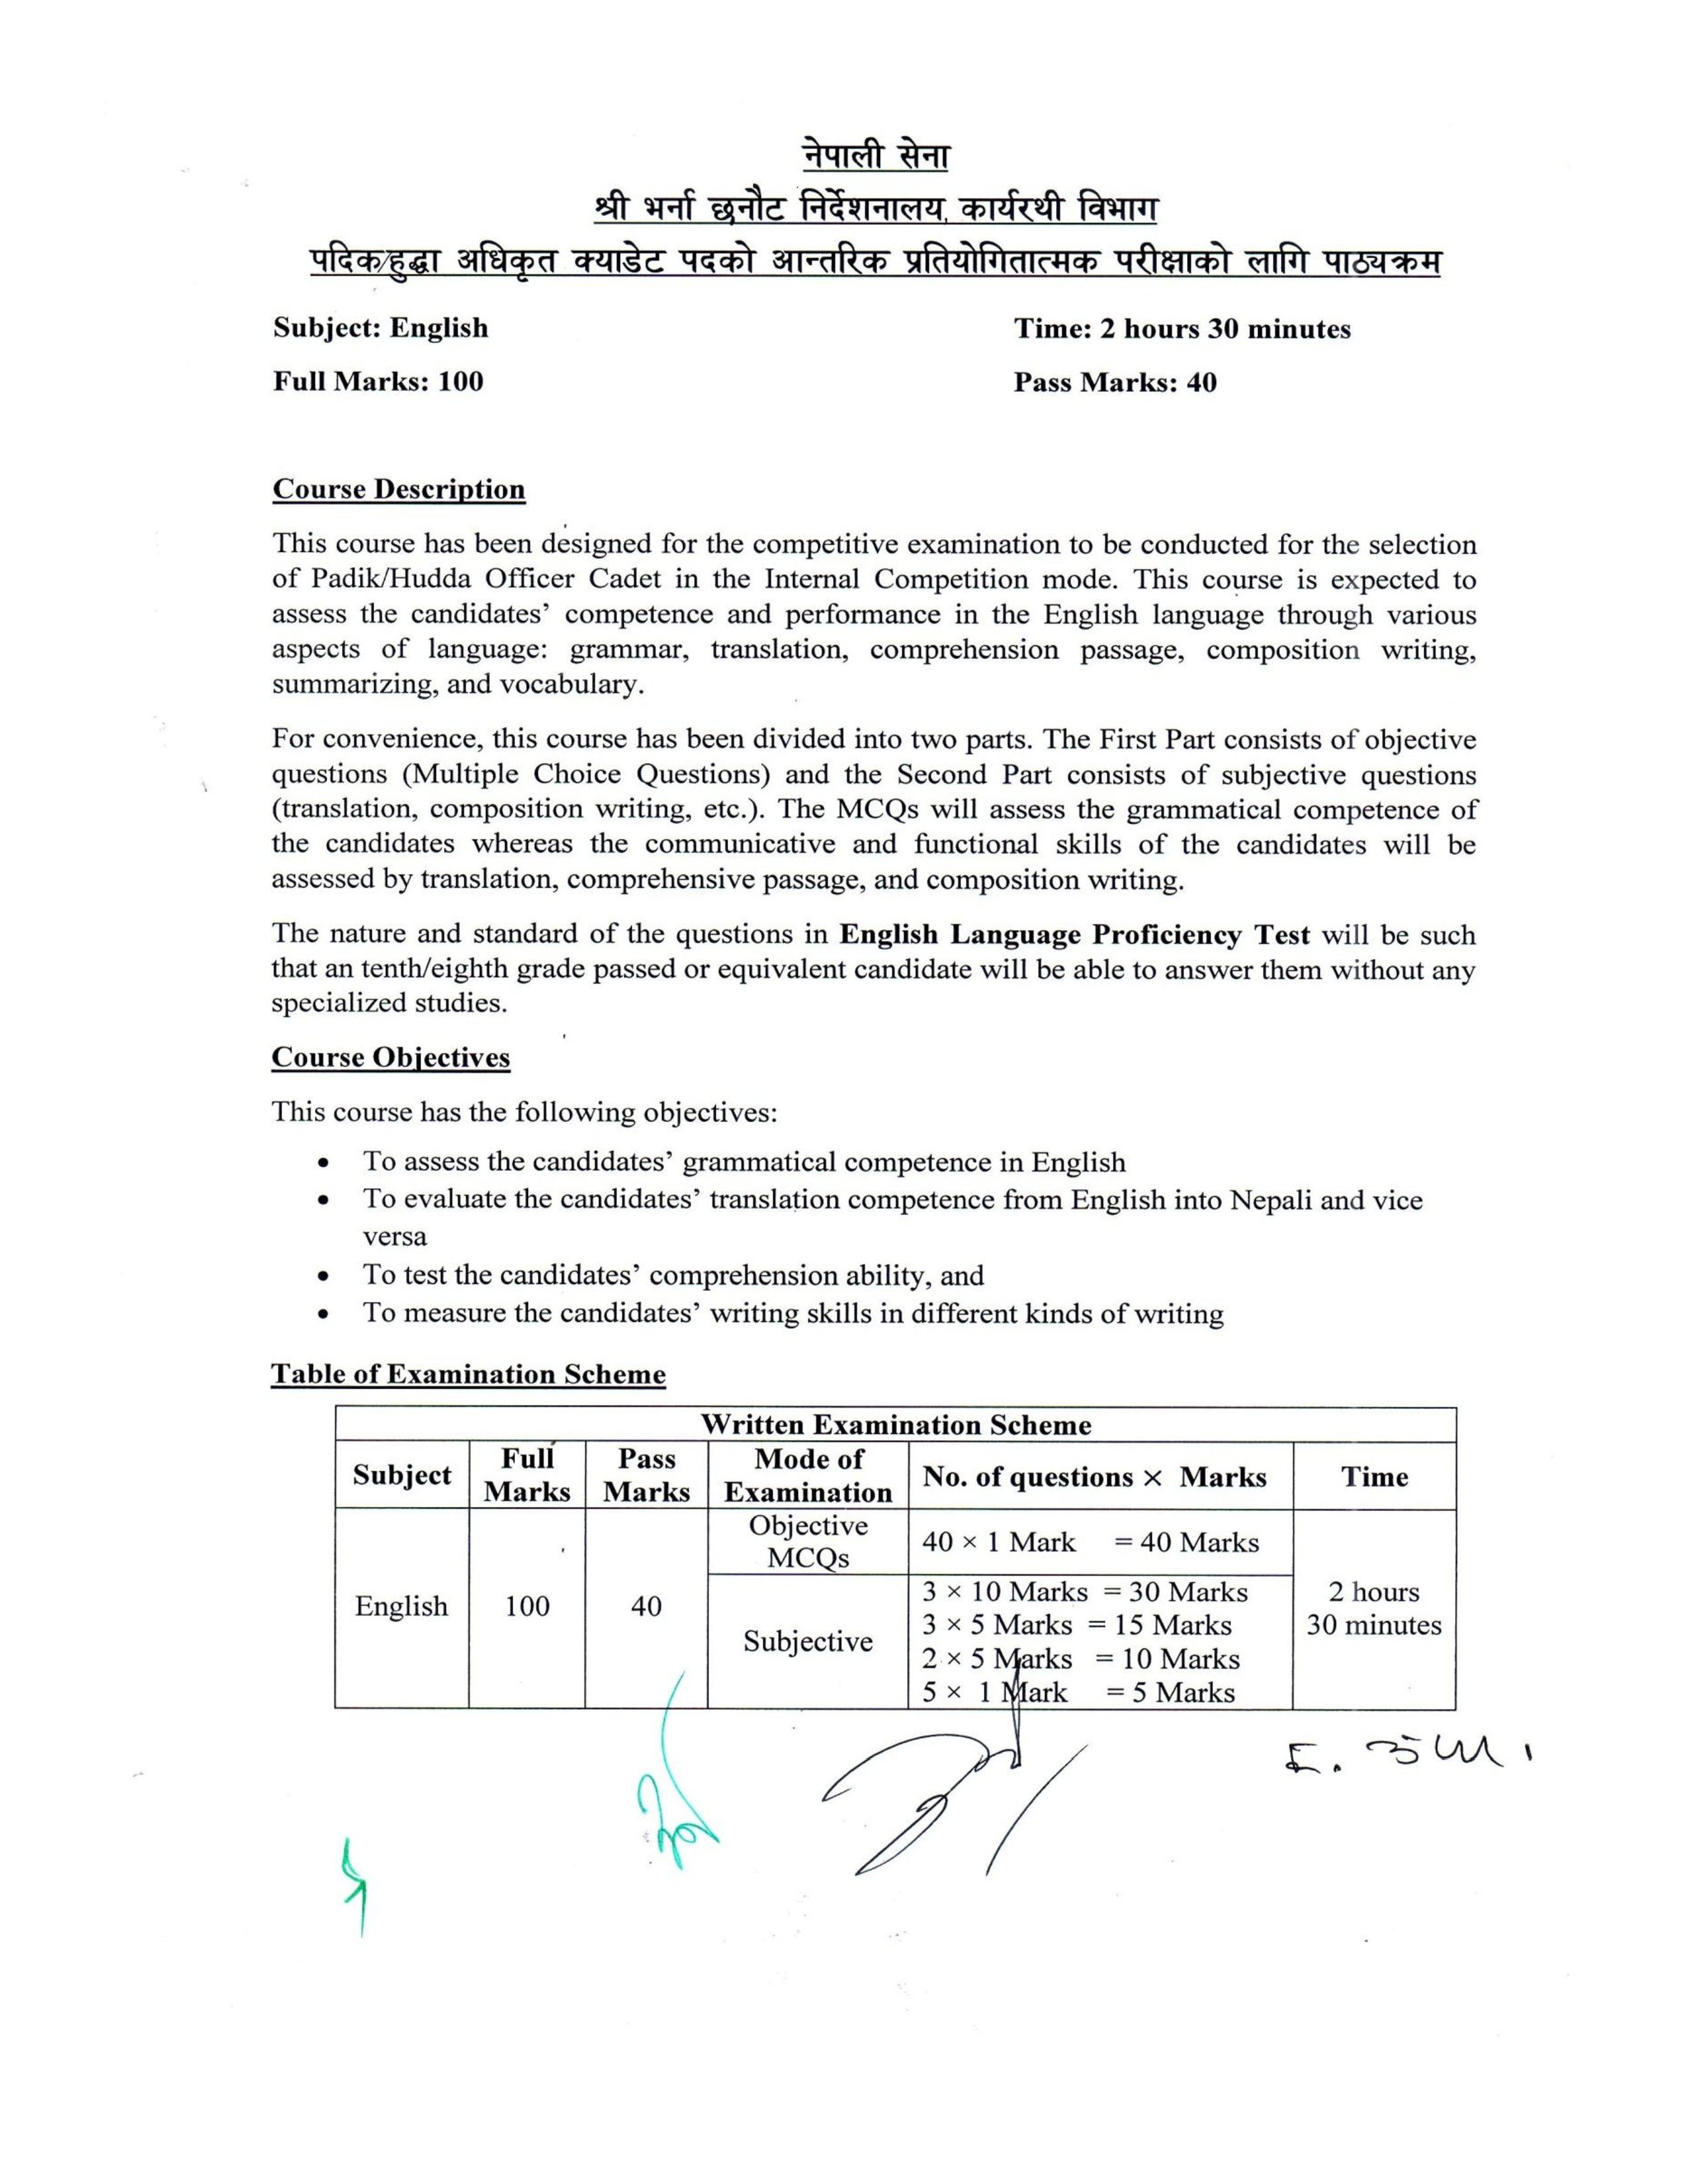 नेपाली सेना
श्री भर्ना छनौट निर्देशनालय, कार्यरथी विभाग
पदिक/हुद्धा अधिकृत क्याडेट पदको आन्तरिक प्रतियोगितात्मक परीक्षाको लागि पाठ्यक्रम
Subject: English Time: 2 hours 30 minutes
Full Marks: 100 Pass Marks: 40
Course Description
This course has been designed for the competitive examination to be conducted for the selection
of Padik/Hudda Officer Cadet in the Internal Competition mode. This course is expected to
assess the candidates’ competence and performance in the English language through various
aspects of language: grammar, translation, comprehension passage, composition writing,
summarizing, and vocabulary.
For convenience, this course has been divided into two parts. The First Part consists of objective
questions (Multiple Choice Questions) and the Second Part consists of subjective questions
(translation, composition writing, etc.). The MCQs will assess the grammatical competence of
the candidates whereas the communicative and functional skills of the candidates will be
assessed by translation, comprehensive passage, and composition writing.
The nature and standard of the questions in English Language Proficiency Test will be such
that an tenth/eighth grade passed or equivalent candidate will be able to answer them without any
specialized studies.
Course Objectives
This course has the following objectives:
• To assess the candidates’ grammatical competence in English
• To evaluate the candidates’ translation competence from English into Nepali and vice
versa
• To test the candidates’ comprehension ability, and
• To measure the candidates’ writing skills in different kinds of writing
Table of Examination Scheme
Written Examination Scheme
Subject Full Marks Pass Marks Mode of Examination No. of questions × Marks Time
English 100 40 Objective MCQs 40 × 1 Mark = 40 Marks 2 hours 30 minutes
Subjective 3 × 10 Marks = 30 Marks
3 × 5 Marks = 15 Marks
2 × 5 Marks = 10 Marks
5 × 1 Mark = 5 Marks